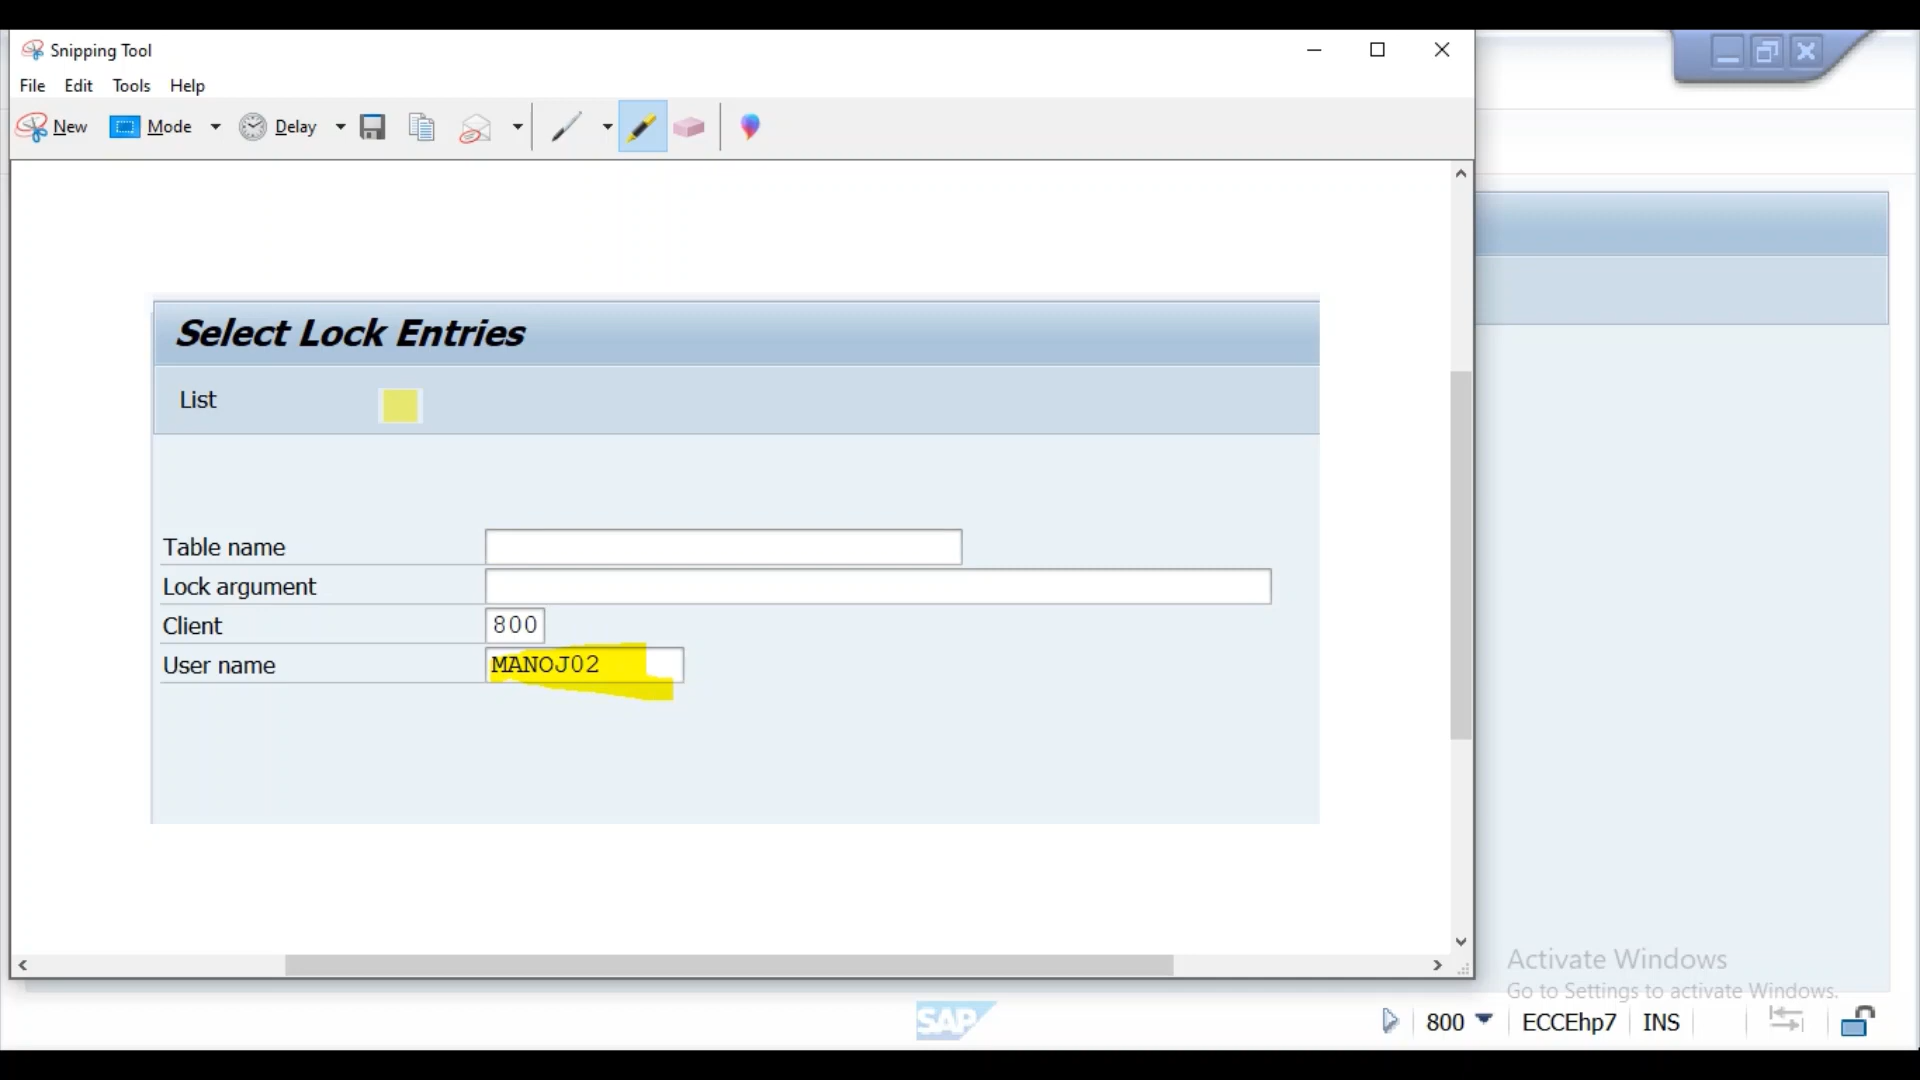 Snipping Tool
File Edit Tools Help
New Mode Delay
Select Lock Entries
List
Table name
Lock argument
Client 800
User name MANOJ02
Activate Windows
Go to Settings to activate Windows.
SAP 800 ECCEhp7 INS